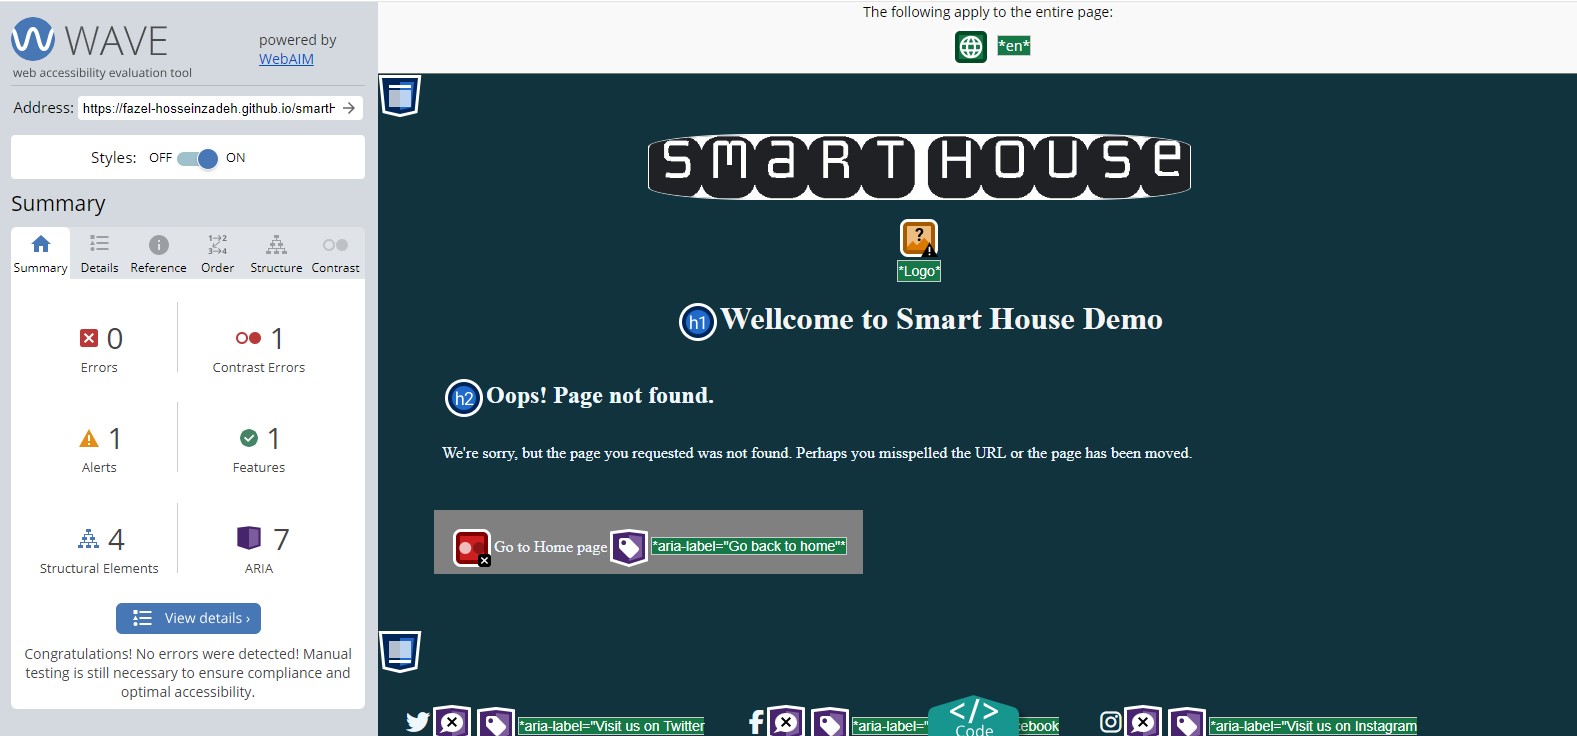 WAVE
web accessibility evaluation tool
powered by
WebAIM
Address: https://fazel-hosseinzadeh.github.io/smart
Styles: OFF ON
Summary
Summary Details Reference Order Structure Contrast
0
Errors
1
Contrast Errors
1
Alerts
1
Features
4
Structural Elements
7
ARIA
View details ›
Congratulations! No errors were detected! Manual
testing is still necessary to ensure compliance and
optimal accessibility.
The following apply to the entire page:
*en*
SMART HOUSE
*Logo*
h1 Wellcome to Smart House Demo
h2 Oops! Page not found.
We're sorry, but the page you requested was not found. Perhaps you misspelled the URL or the page has been moved.
Go to Home page *aria-label="Go back to home"*
*aria-label="Visit us on Twitter
*aria-label=" cebook
*aria-label="Visit us on Instagram
</>
Code